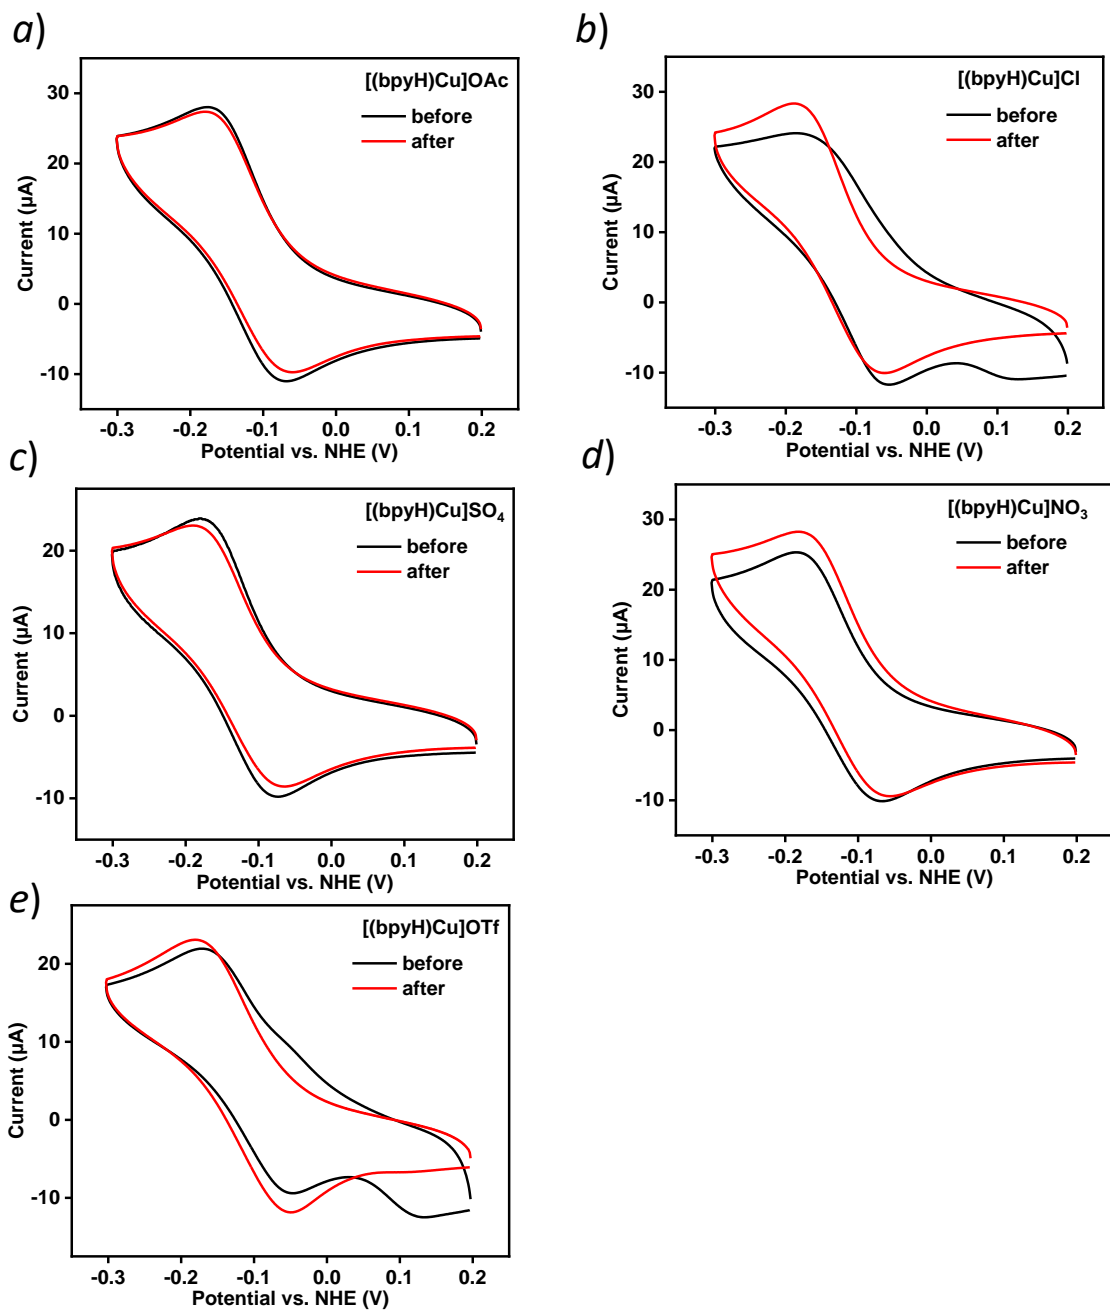 a)
[(bpyH)Cu]OAc
before
after
30
20
10
0
-10
Current (µA)
-0.3 -0.2 -0.1 0.0 0.1 0.2
Potential vs. NHE (V)
b)
[(bpyH)Cu]Cl
before
after
30
20
10
0
-10
Current (µA)
-0.3 -0.2 -0.1 0.0 0.1 0.2
Potential vs. NHE (V)
c)
[(bpyH)Cu]SO₄
before
after
20
10
0
-10
Current (µA)
-0.3 -0.2 -0.1 0.0 0.1 0.2
Potential vs. NHE (V)
d)
[(bpyH)Cu]NO₃
before
after
30
20
10
0
-10
Current (µA)
-0.3 -0.2 -0.1 0.0 0.1 0.2
Potential vs. NHE (V)
e)
[(bpyH)Cu]OTf
before
after
20
10
0
-10
Current (µA)
-0.3 -0.2 -0.1 0.0 0.1 0.2
Potential vs. NHE (V)